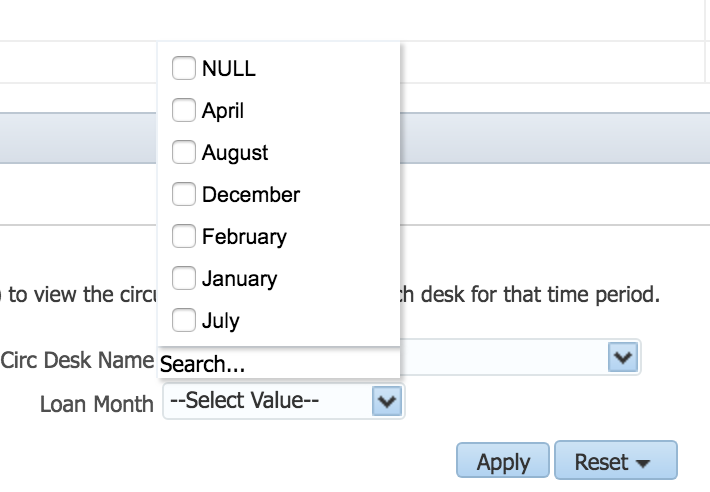 NULL
April
August
December
February
January
July
to view the circ ch desk for that time period.
Circ Desk Name
Search...
Loan Month --Select Value--
Apply Reset